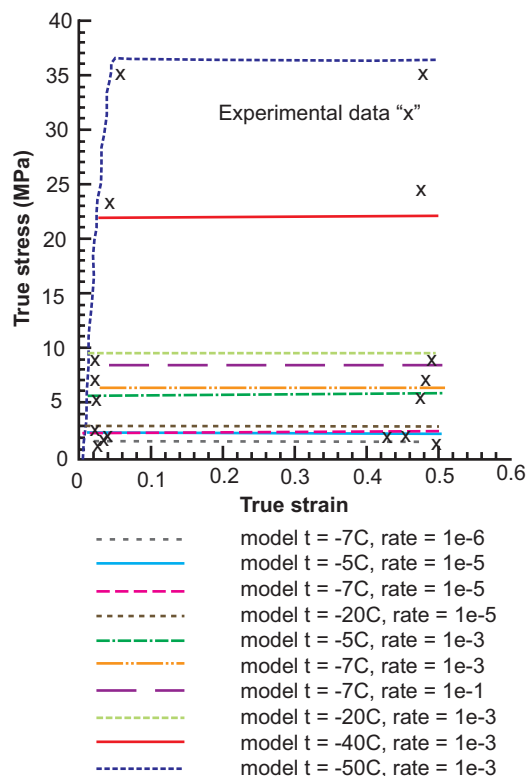 40
35
Experimental data “x”
30
25
20
15
10
5
0
True stress (MPa)
0 0.1 0.2 0.3 0.4 0.5 0.6
True strain
model t = -7C, rate = 1e-6
model t = -5C, rate = 1e-5
model t = -7C, rate = 1e-5
model t = -20C, rate = 1e-5
model t = -5C, rate = 1e-3
model t = -7C, rate = 1e-3
model t = -7C, rate = 1e-1
model t = -20C, rate = 1e-3
model t = -40C, rate = 1e-3
model t = -50C, rate = 1e-3